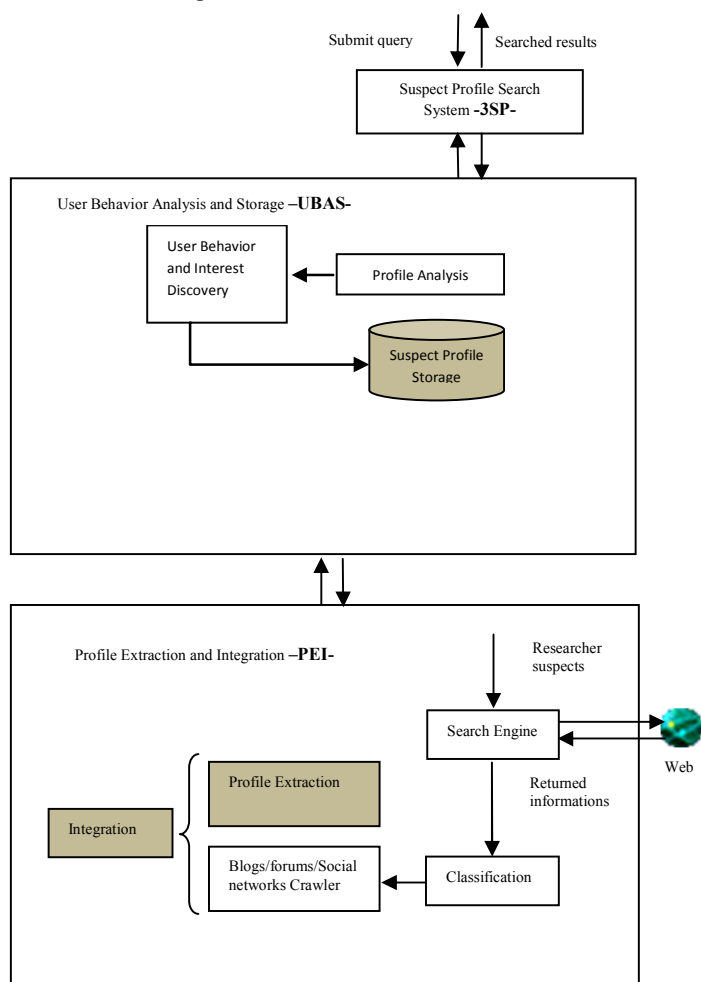 Submit query
Searched results
Suspect Profile Search
System -3SP-
User Behavior Analysis and Storage –UBAS-
User Behavior
and Interest
Discovery
Profile Analysis
Suspect Profile
Storage
Profile Extraction and Integration –PEI-
Researcher
suspects
Search Engine
Web
Returned
informations
Profile Extraction
Integration
Blogs/forums/Social
networks Crawler
Classification